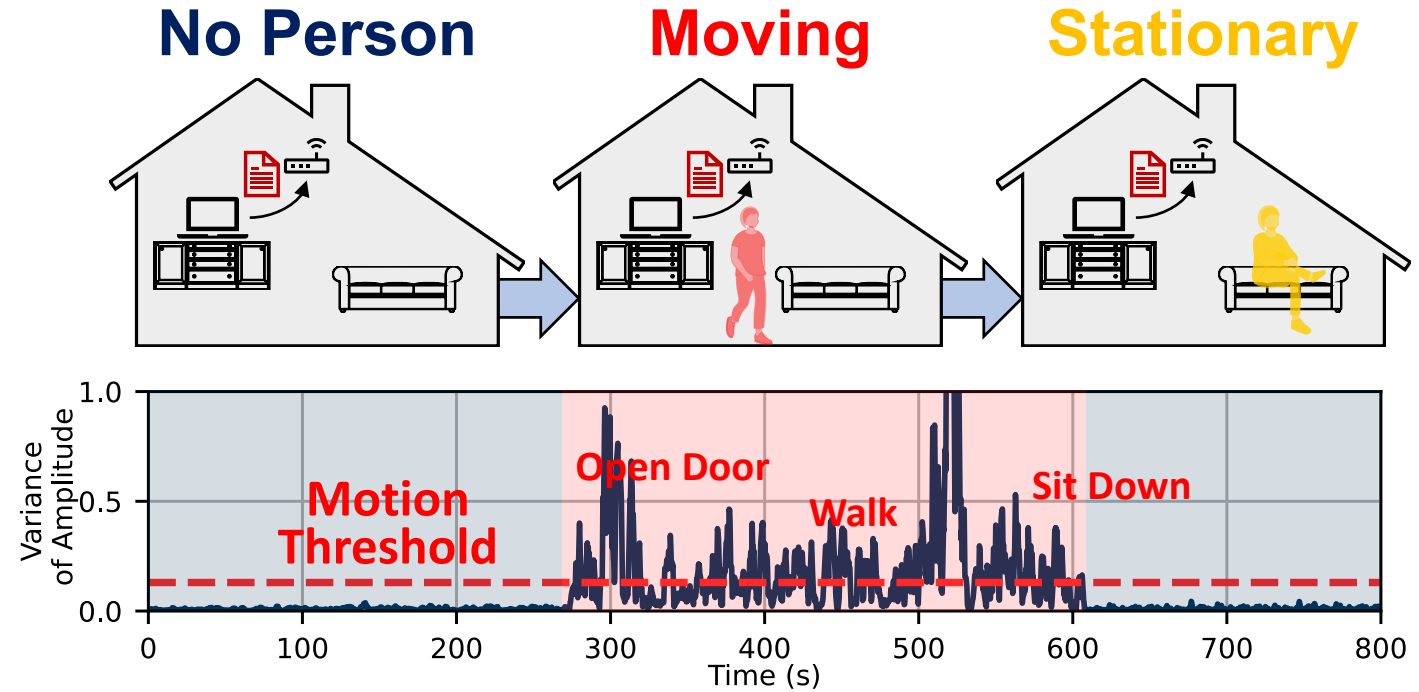 No Person
Moving
Stationary
Variance
of Amplitude
1.0
0.5
0.0
Motion
Threshold
Open Door
Walk
Sit Down
0 100 200 300 400 500 600 700 800
Time (s)